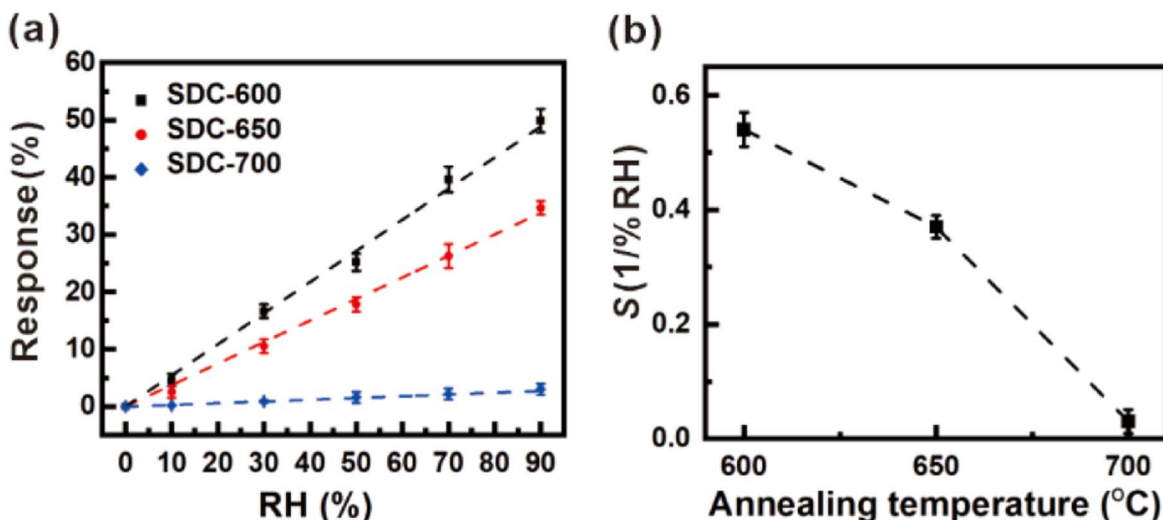 (a)
Response (%)
60
50
40
30
20
10
0
SDC-600
SDC-650
SDC-700
0 10 20 30 40 50 60 70 80 90
RH (%)
(b)
S (1/% RH)
0.6
0.4
0.2
0.0
600 650 700
Annealing temperature (°C)